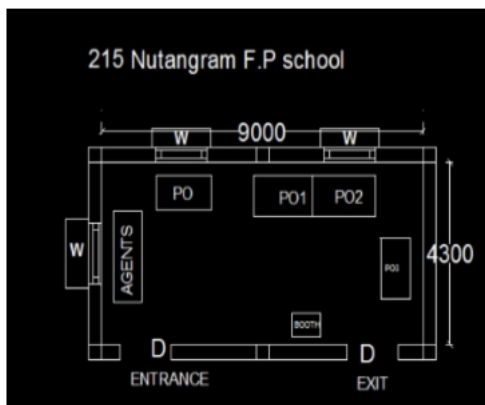 215 Nutangram F.P school
W 9000 W
PO PO1 PO2
W
AGENTS
4300
PO3
BOOTH
D D
ENTRANCE
EXIT